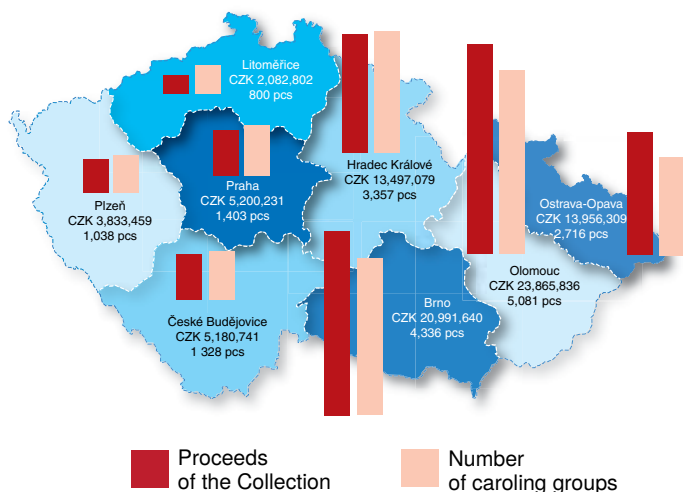 Litoměřice
CZK 2,082,802
800 pcs
Hradec Králové
CZK 13,497,079
3,357 pcs
Praha
CZK 5,200,231
1,403 pcs
Plzeň
CZK 3,833,459
1,038 pcs
Ostrava-Opava
CZK 13,956,309
2,716 pcs
Olomouc
CZK 23,865,836
5,081 pcs
Brno
CZK 20,991,640
4,336 pcs
České Budějovice
CZK 5,180,741
1 328 pcs
Proceeds
of the Collection
Number
of caroling groups